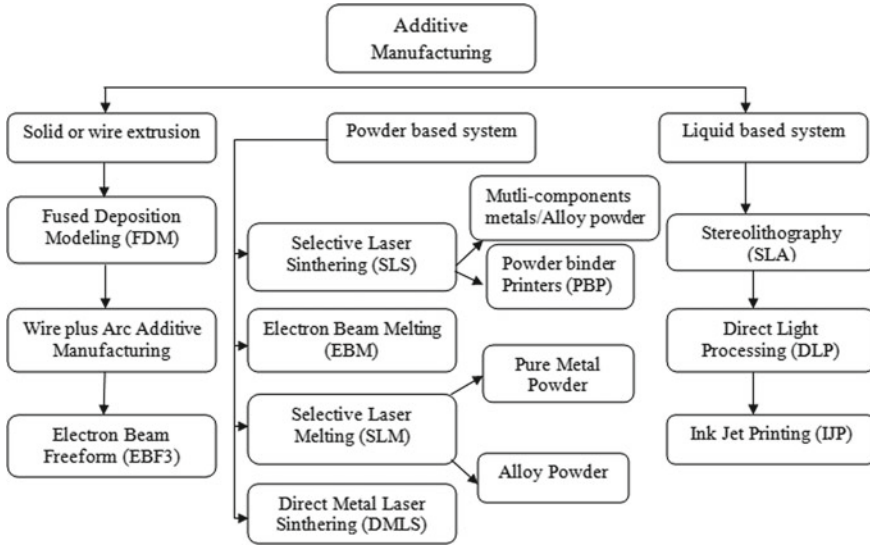 Additive
Manufacturing
Solid or wire extrusion
Powder based system
Liquid based system
Fused Deposition
Modeling (FDM)
Mutli-components
metals/Alloy powder
Stereolithography
(SLA)
Selective Laser
Sinthering (SLS)
Powder binder
Printers (PBP)
Wire plus Arc Additive
Manufacturing
Electron Beam Melting
(EBM)
Direct Light
Processing (DLP)
Pure Metal
Powder
Electron Beam
Freeform (EBF3)
Selective Laser
Melting (SLM)
Ink Jet Printing (IJP)
Alloy Powder
Direct Metal Laser
Sinthering (DMLS)